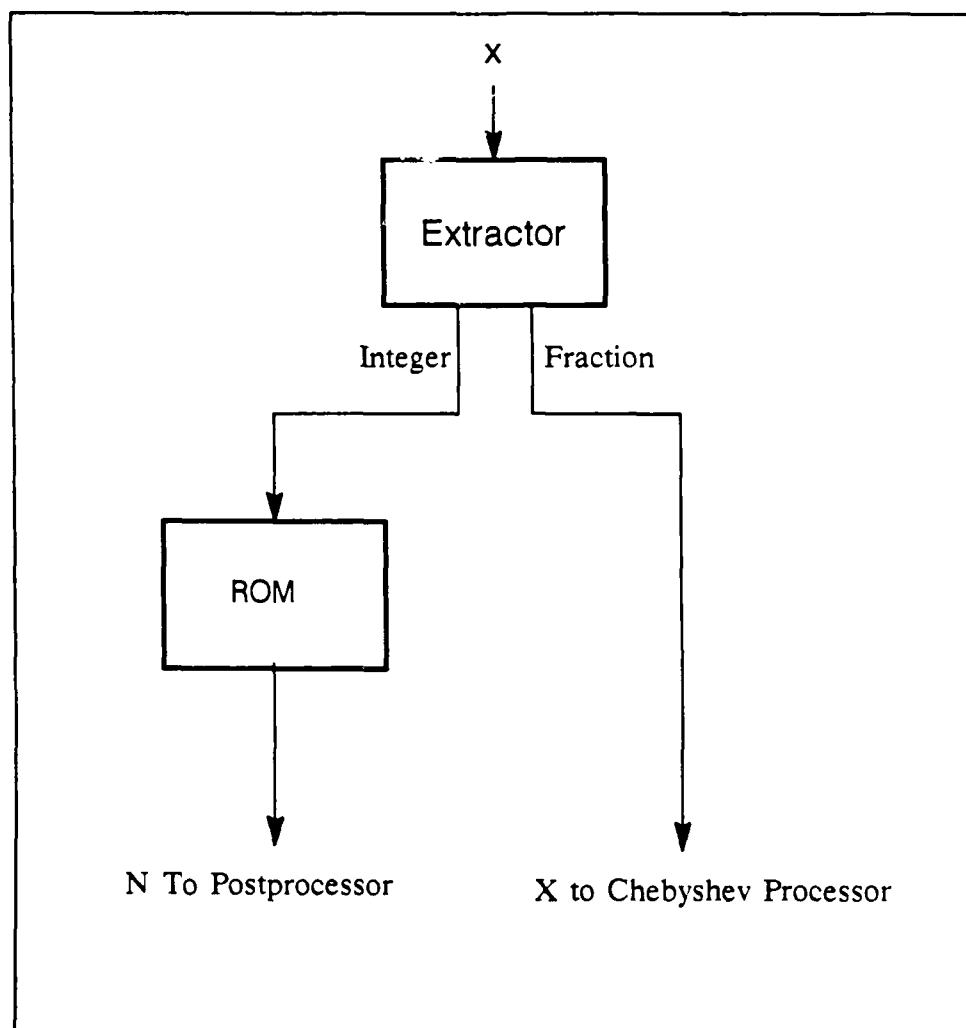 X
Extractor
Integer
Fraction
ROM
N To Postprocessor
X to Chebyshev Processor